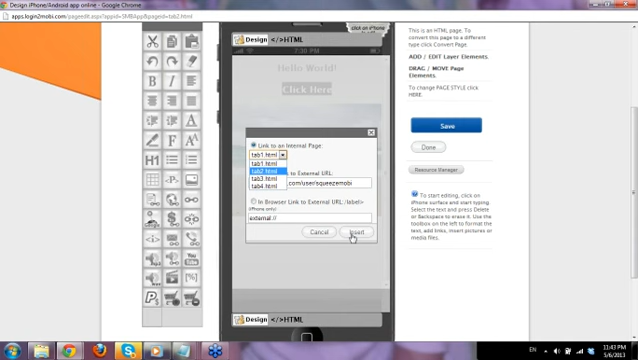 Design iPhone/Android app online - Google Chrome
apps.login2mobi.com/pageedit.aspx?appid=SMBApp&pageid=tab2.html
click on iPhone
Design </>HTML
7:30 PM
Hello World!
Click Here
Link to an Internal Page:
tab1.html
tab1.html
tab2.html
tab3.html
tab4.html
to External URL:
.com/user/squeezemobi
In Browser Link to External URL:/label>
iPhone only)
external://
Cancel
Insert
Design </>HTML
This is an HTML page. To
convert this page to a different
type click Convert Page.
ADD / EDIT Layer Elements.
DRAG / MOVE Page
Elements.
To change PAGE STYLE click
HERE.
Save
Done
Resource Manager
To start editing, click on
iPhone surface and start typing.
Select the text and press Delete
or Backspace to erase it. Use the
toolbox on the left to format the
text, add links, insert pictures or
media files.
B
I
F
H1
EN
11:43 PM
5/6/2013